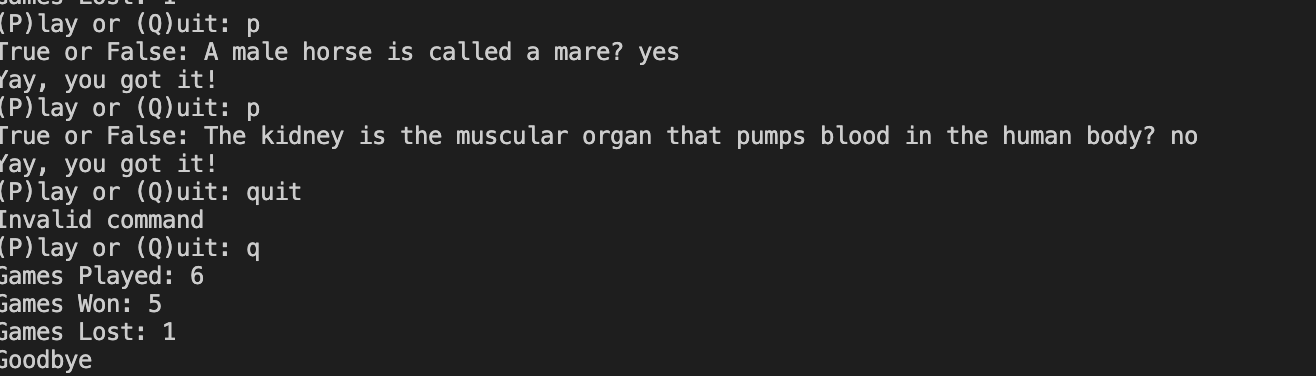 Games Lost: 1
(P)lay or (Q)uit: p
True or False: A male horse is called a mare? yes
Yay, you got it!
(P)lay or (Q)uit: p
True or False: The kidney is the muscular organ that pumps blood in the human body? no
Yay, you got it!
(P)lay or (Q)uit: quit
Invalid command
(P)lay or (Q)uit: q
Games Played: 6
Games Won: 5
Games Lost: 1
Goodbye